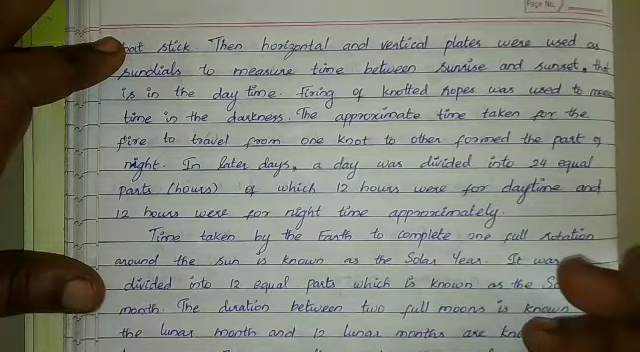 Page No.
that stick. Then horizontal and vertical plates were used as
sundials to measure time between sunrise and sunset, that
is in the day time. Firing of knotted ropes was used to
time in the darkness. The approximate time taken for the
fire to travel from one knot to other formed the part of
night. In later days, a day was divided into 24 equal
parts (hours) of which 12 hours were for daytime and
12 hours were for night time approximately.
Time taken by the Earth to complete one full rotation
around the sun is known as the Solar Year. It was
divided into 12 equal parts which is known as the
month. The duration between two full moons is known
the lunar month and 12 lunar months are